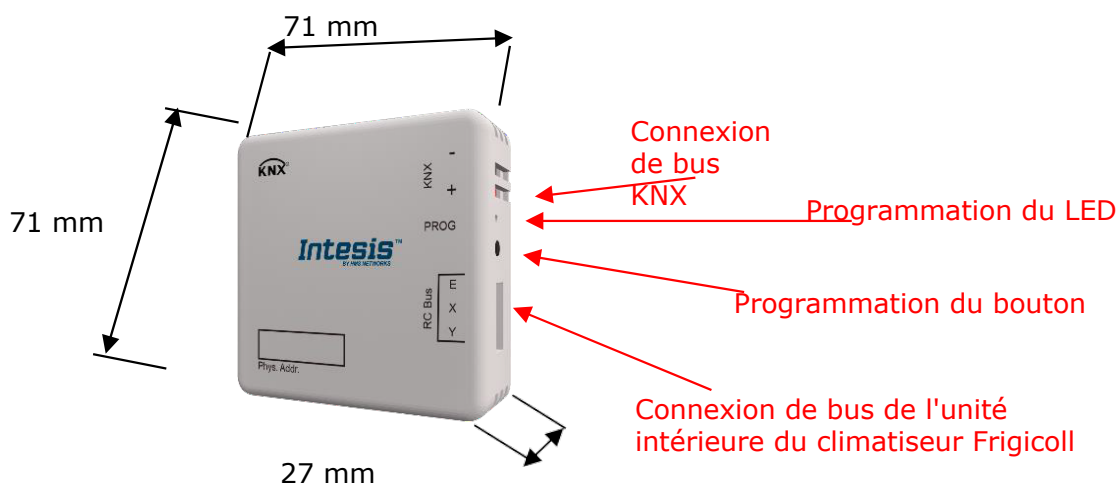 71 mm
71 mm
27 mm
KNX
-
KNX
+
PROG
Intesis™
BY HMS NETWORKS
RC Bus
E
X
Y
Phys. Addr.
Connexion
de bus
KNX
Programmation du LED
Programmation du bouton
Connexion de bus de l'unité
intérieure du climatiseur Frigicoll